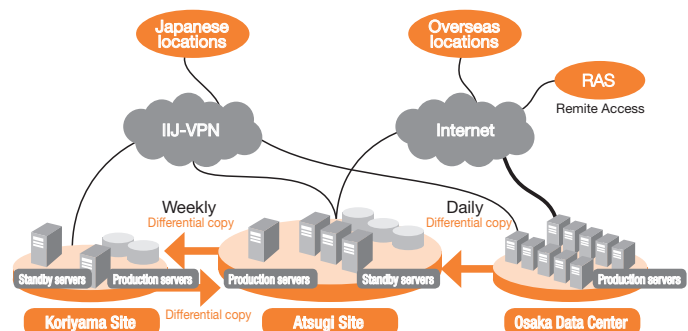 Japanese
locations
Overseas
locations
RAS
Remite Access
IIJ-VPN
Internet
Weekly
Differential copy
Daily
Differential copy
Standby servers
Production servers
Production servers
Standby servers
Production servers
Differential copy
Koriyama Site
Atsugi Site
Osaka Data Center